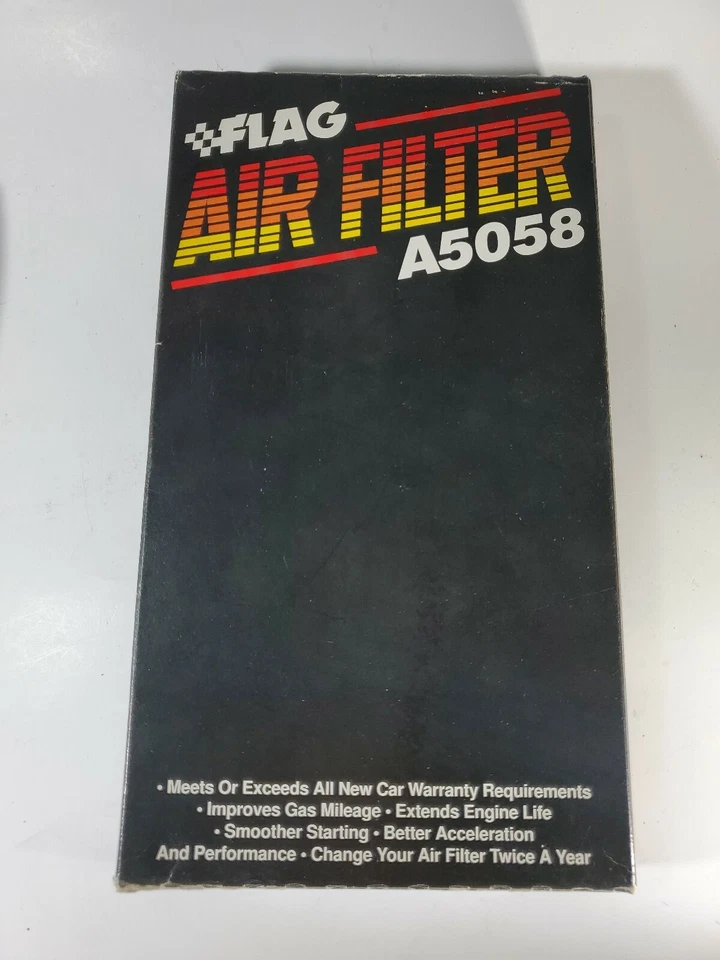 FLAG
AIR FILTER
A5058
• Meets Or Exceeds All New Car Warranty Requirements
• Improves Gas Mileage • Extends Engine Life
• Smoother Starting • Better Acceleration
And Performance • Change Your Air Filter Twice A Year